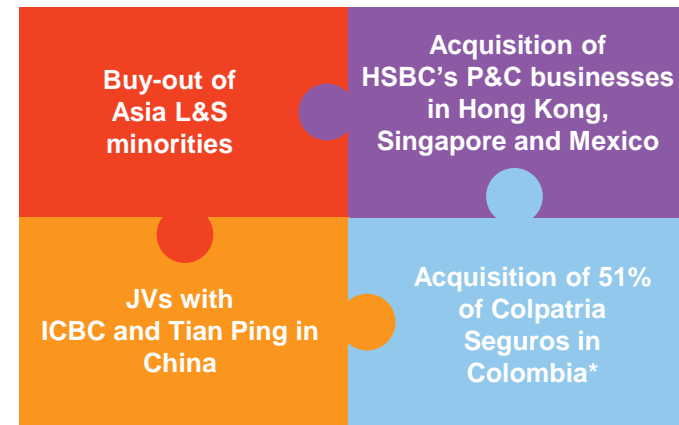 Buy-out of
Asia L&S
minorities
Acquisition of
HSBC's P&C businesses
in Hong Kong,
Singapore and Mexico
JVs with
ICBC and Tian Ping in
China
Acquisition of 51%
of Colpatria
Seguros in
Colombia*